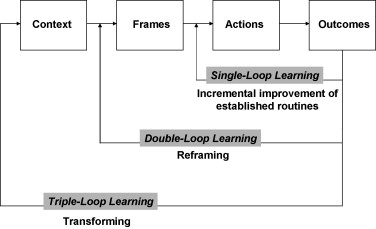 Context Frames Actions Outcomes
Single-Loop Learning
Incremental improvement of
established routines
Double-Loop Learning
Reframing
Triple-Loop Learning
Transforming